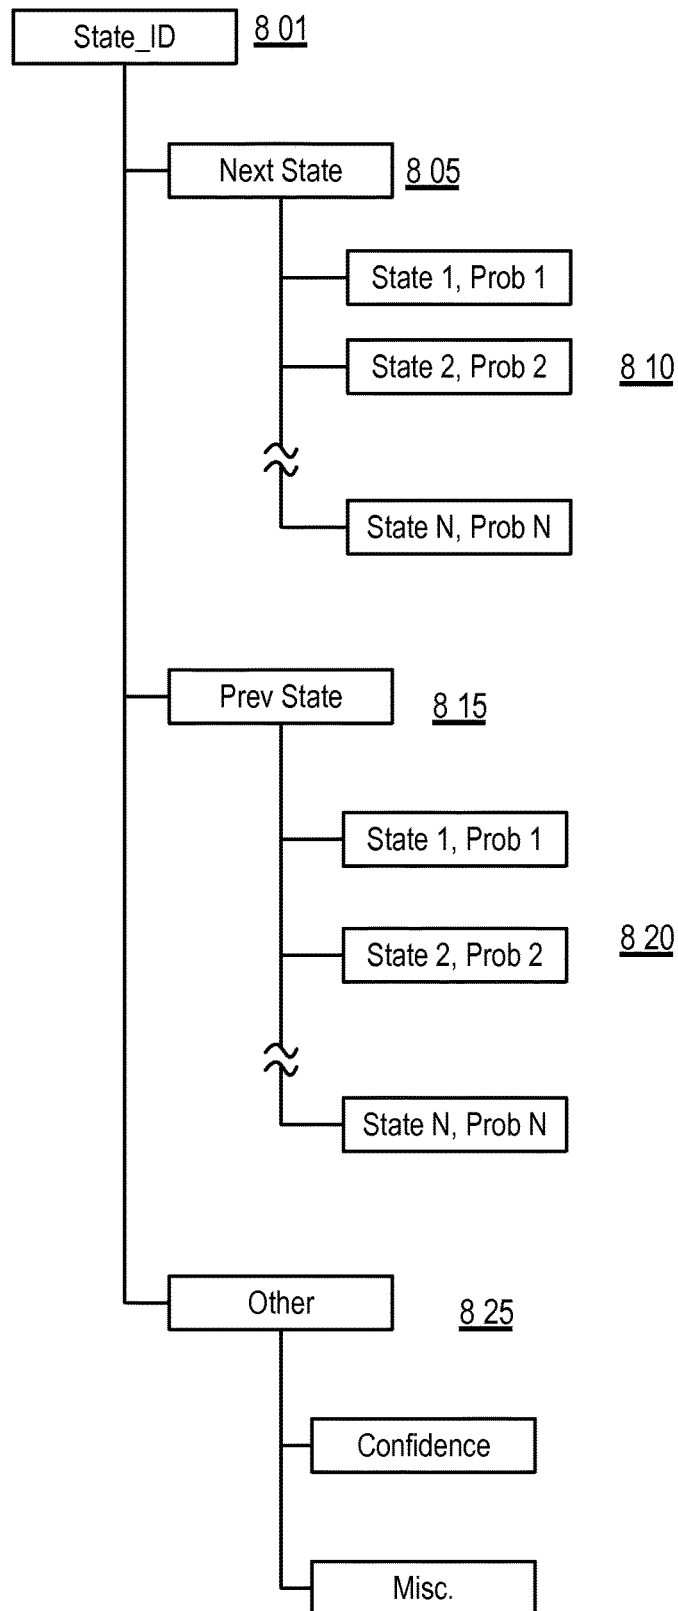 State_ID 8 01
Next State 8 05
State 1, Prob 1
State 2, Prob 2 8 10
State N, Prob N
Prev State 8 15
State 1, Prob 1
State 2, Prob 2 8 20
State N, Prob N
Other 8 25
Confidence
Misc.